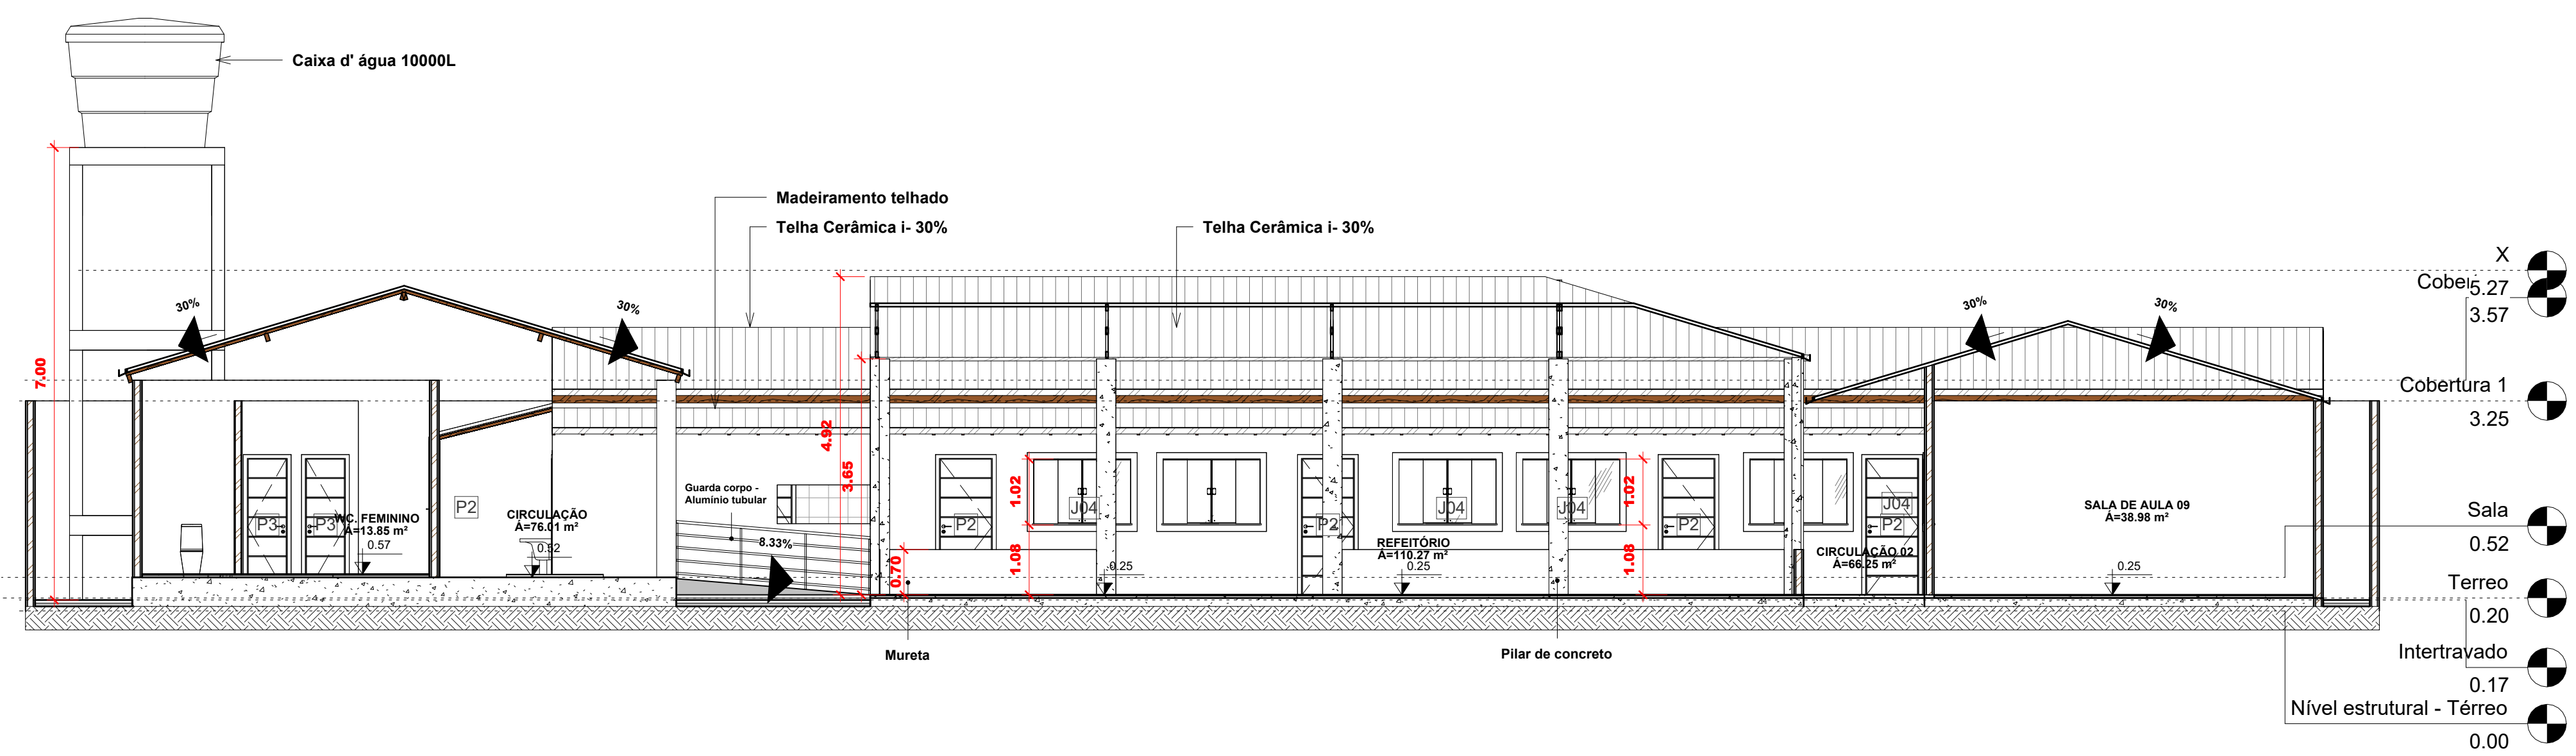 Caixa d' água 10000L
Madeiramento telhado
Telha Cerâmica i- 30%
Telha Cerâmica i- 30%
30%
30%
30%
30%
7.00
4.92
3.65
X
5.27
3.57
Cobertura 1
3.25
Sala
0.52
Terreo
0.20
Intertravado
0.17
Nível estrutural - Térreo
0.00
P3
P3
WC. FEMININO
Á=13.85 m²
0.57
P2
CIRCULAÇÃO
Á=76.01 m²
0.52
Guarda corpo -
Aluminio tubular
8.33%
0.70
P2
1.02
1.08
J04
0.25
P2
J04
REFEITÓRIO
Á=110.27 m²
0.25
J04
1.02
1.08
P2
J04
P2
CIRCULAÇÃO 02
Á=66.25 m²
SALA DE AULA 09
Á=38.98 m²
0.25
Mureta
Pilar de concreto